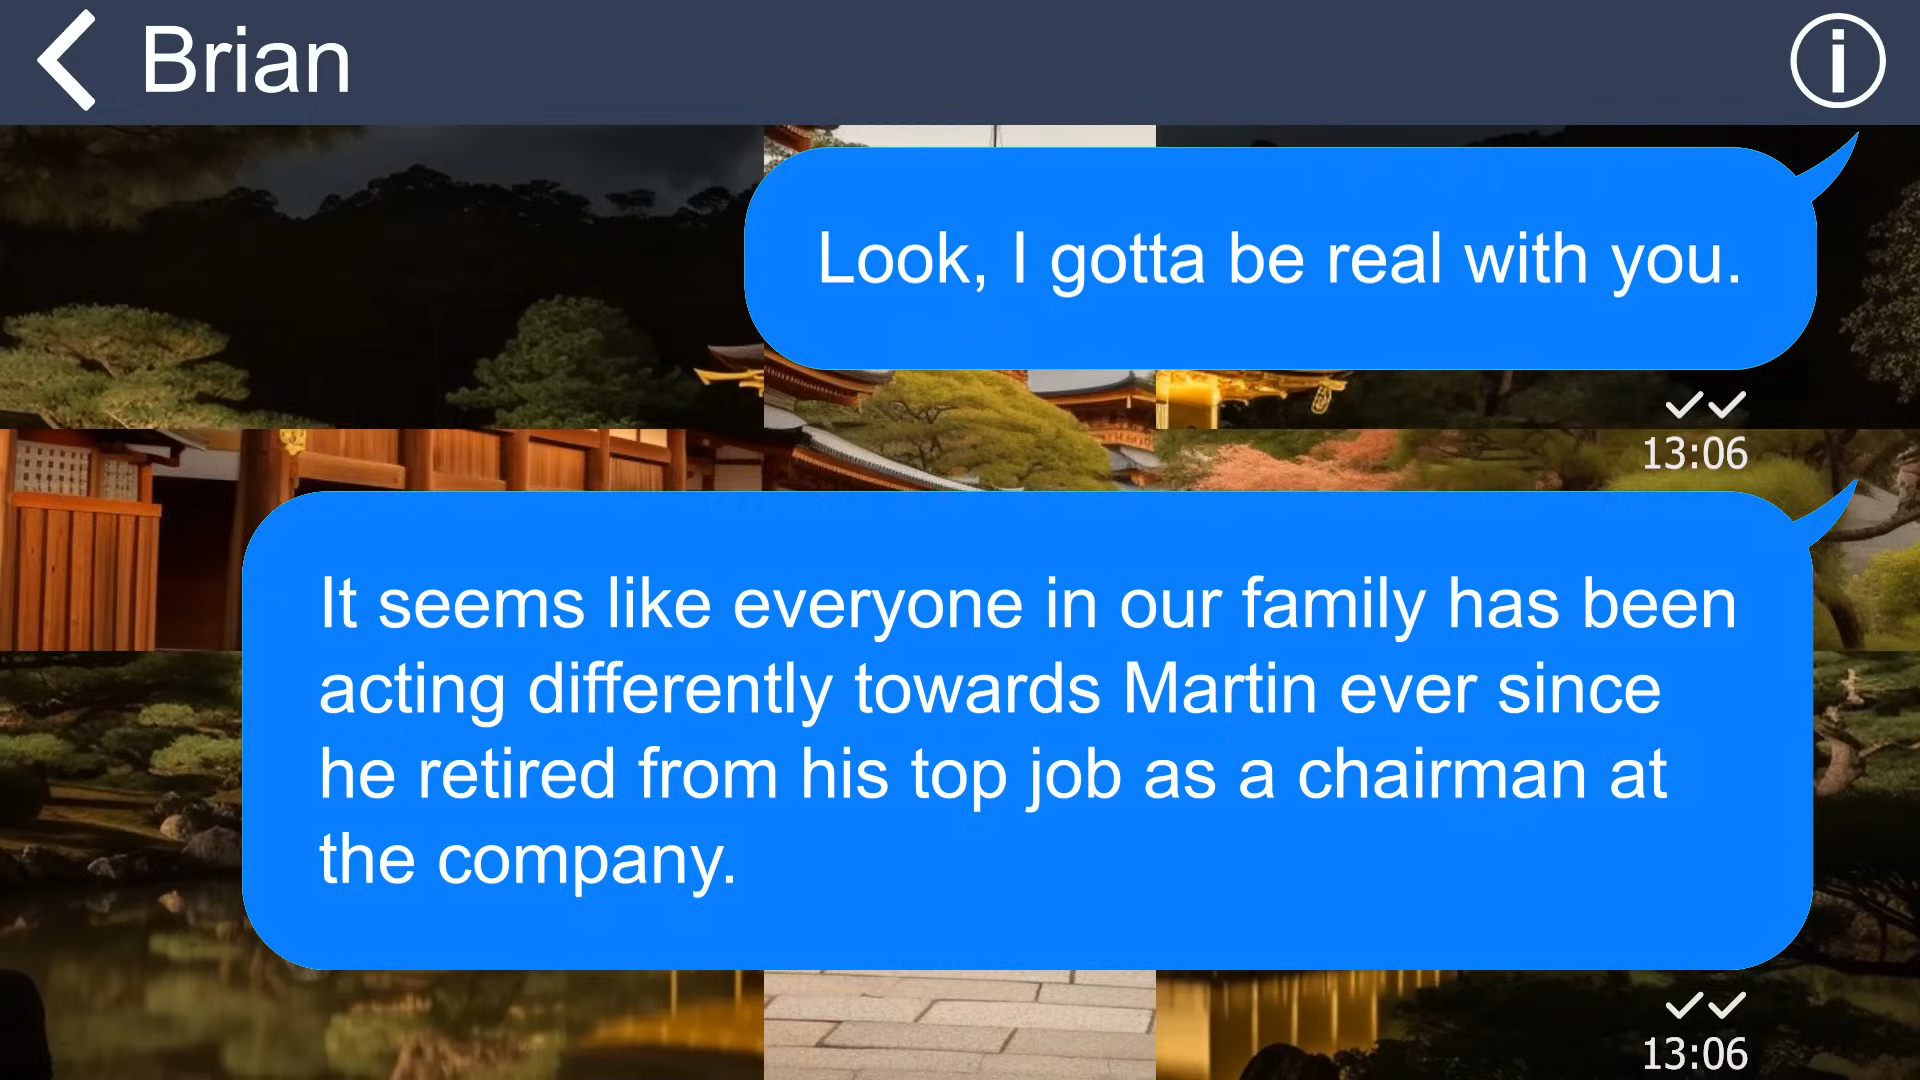 Brian
Look, I gotta be real with you.
13:06
It seems like everyone in our family has been
acting differently towards Martin ever since
he retired from his top job as a chairman at
the company.
13:06